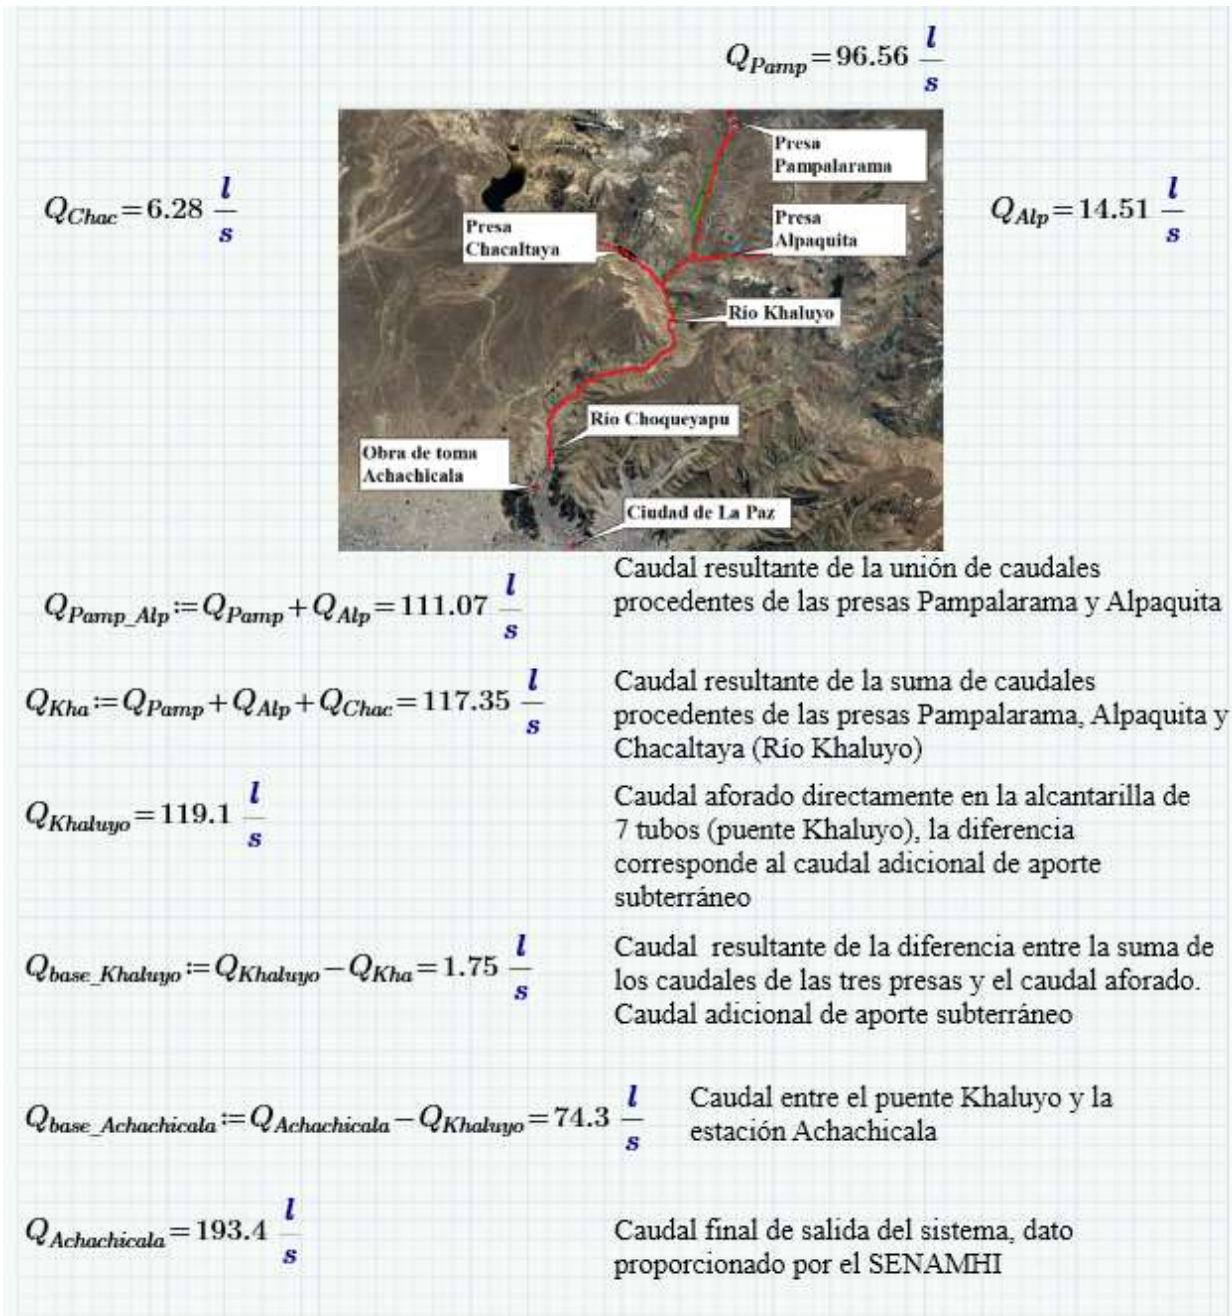 Q_Pamp = 96.56 l/s
Q_Chac = 6.28 l/s
Q_Alp = 14.51 l/s
Presa
Pampalarama
Presa
Alpaquita
Presa
Chacaltaya
Río Khaluyo
Río Choqueyapu
Obra de toma
Achachicala
Ciudad de La Paz
Q_Pamp_Alp := Q_Pamp + Q_Alp = 111.07 l/s
Caudal resultante de la unión de caudales
procedentes de las presas Pampalarama y Alpaquita
Q_Kha := Q_Pamp + Q_Alp + Q_Chac = 117.35 l/s
Caudal resultante de la suma de caudales
procedentes de las presas Pampalarama, Alpaquita y
Chacaltaya (Río Khaluyo)
Q_Khaluyo = 119.1 l/s
Caudal aforado directamente en la alcantarilla de
7 tubos (puente Khaluyo), la diferencia
corresponde al caudal adicional de aporte
subterráneo
Q_base_Khaluyo := Q_Khaluyo − Q_Kha = 1.75 l/s
Caudal resultante de la diferencia entre la suma de
los caudales de las tres presas y el caudal aforado.
Caudal adicional de aporte subterráneo
Q_base_Achachicala := Q_Achachicala − Q_Khaluyo = 74.3 l/s
Caudal entre el puente Khaluyo y la
estación Achachicala
Q_Achachicala = 193.4 l/s
Caudal final de salida del sistema, dato
proporcionado por el SENAMHI